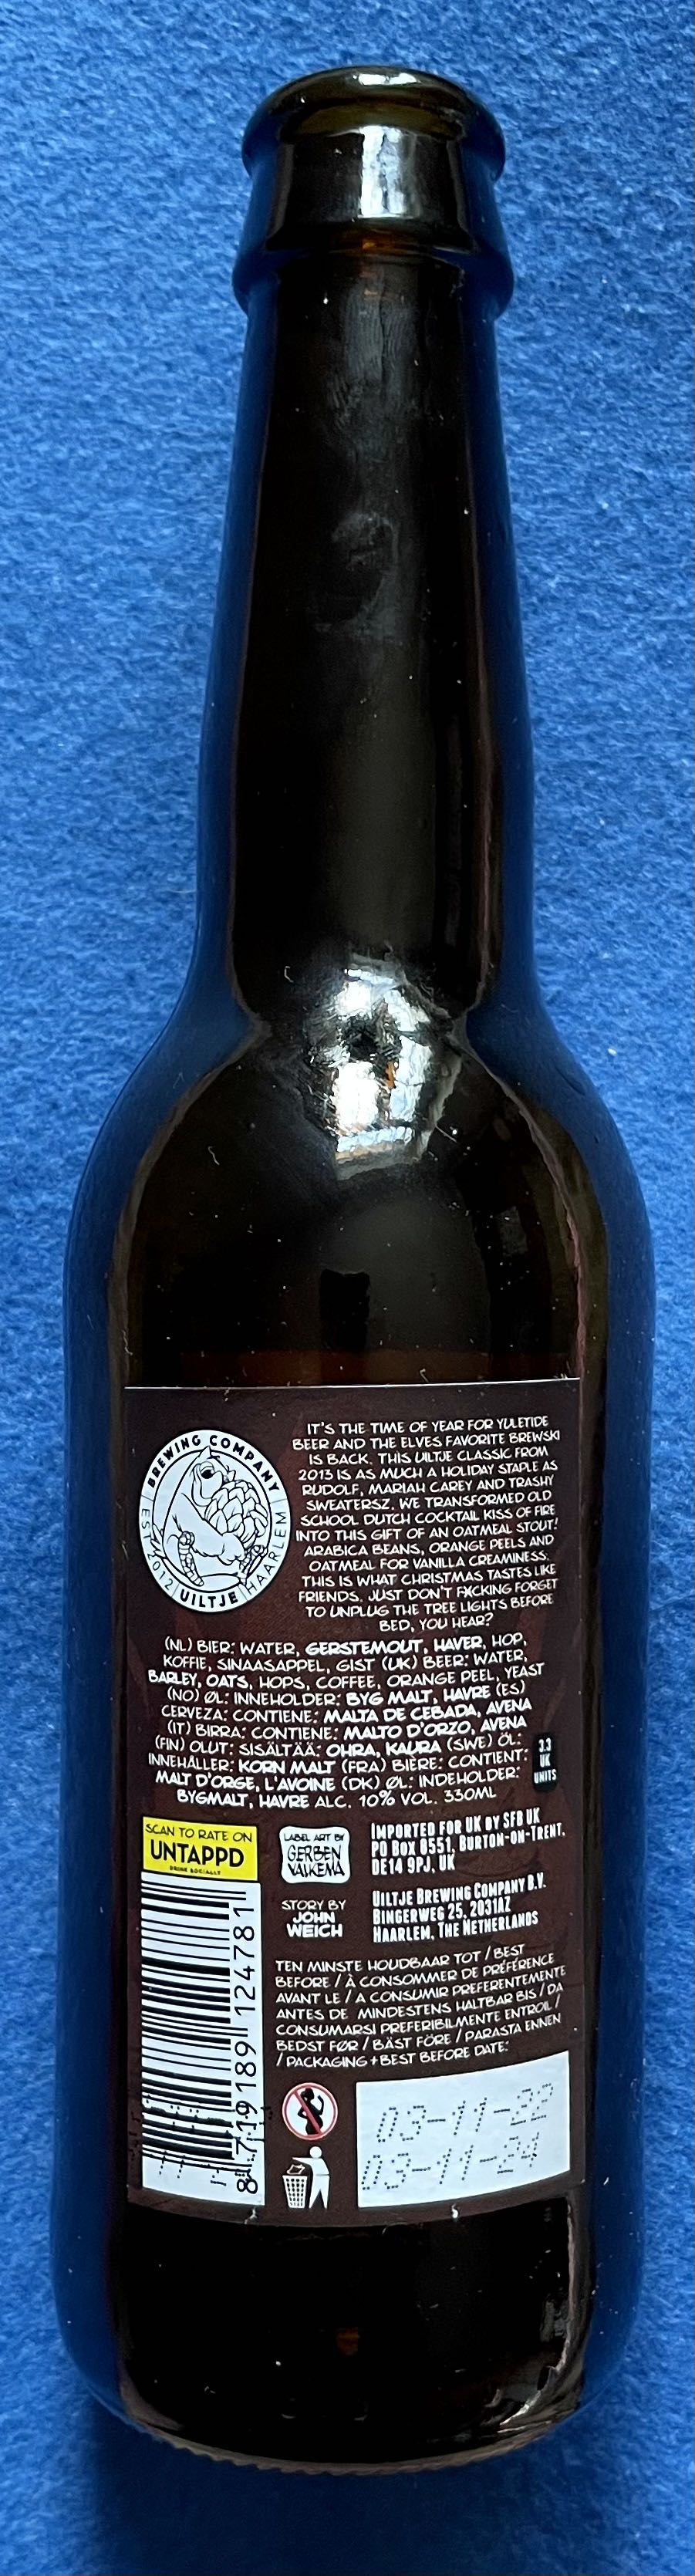 BREWING COMPANY
EST 2012 UILTJE HAARLEM
IT'S THE TIME OF YEAR FOR YULETIDE
BEER AND THE ELVES FAVORITE BREWSKI
IS BACK. THIS UILTJE CLASSIC FROM
2013 IS AS MUCH A HOLIDAY STAPLE AS
RUDOLF, MARIAH CAREY AND TRASHY
SWEATERSZ. WE TRANSFORMED OLD
SCHOOL DUTCH COCKTAIL KISS OF FIRE
INTO THIS GIFT OF AN OATMEAL STOUT!
ARABICA BEANS, ORANGE PEELS AND
OATMEAL FOR VANILLA CREAMINESS.
THIS IS WHAT CHRISTMAS TASTES LIKE
FRIENDS. JUST DON'T FXCKING FORGET
TO UNPLUG THE TREE LIGHTS BEFORE
BED, YOU HEAR?
(NL) BIER: WATER, GERSTEMOUT, HAVER, HOP,
KOFFIE, SINAASAPPEL, GIST (UK) BEER: WATER,
BARLEY, OATS, HOPS, COFFEE, ORANGE PEEL, YEAST
(NO) ØL: INNEHOLDER: BYG MALT, HAVRE (ES)
CERVEZA: CONTIENE: MALTA DE CEBADA, AVENA
(IT) BIRRA: CONTIENE: MALTO D'ORZO, AVENA
(FIN) OLUT: SISÄLTÄÄ: OHRA, KAURA (SWE) ÖL:
INNEHÅLLER: KORN MALT (FRA) BIÈRE: CONTIENT:
MALT D'ORGE, L'AVOINE (DK) ØL: INDEHOLDER:
BYGMALT, HAVRE ALC. 10% VOL. 330ML
3.3
UK
UNITS
SCAN TO RATE ON
UNTAPPD
DRINK SOCIALLY
LABEL ART BY
GERBEN
VALKEMA
STORY BY
JOHN
WEICH
IMPORTED FOR UK BY SFB UK
PO BOX 0551, BURTON-ON-TRENT,
DE14 9PJ, UK
UILTJE BREWING COMPANY B.V.
BINGERWEG 25, 2031AZ
HAARLEM, THE NETHERLANDS
TEN MINSTE HOUDBAAR TOT / BEST
BEFORE / À CONSOMMER DE PRÉFÉRENCE
AVANT LE / A CONSUMIR PREFERENTEMENTE
ANTES DE MINDESTENS HALTBAR BIS / DA
CONSUMARSI PREFERIBILMENTE ENTROIL /
BEDST FØR / BÄST FÖRE / PARASTA ENNEN
/ PACKAGING + BEST BEFORE DATE:
8 719189 124781
03-11-22
03-11-24